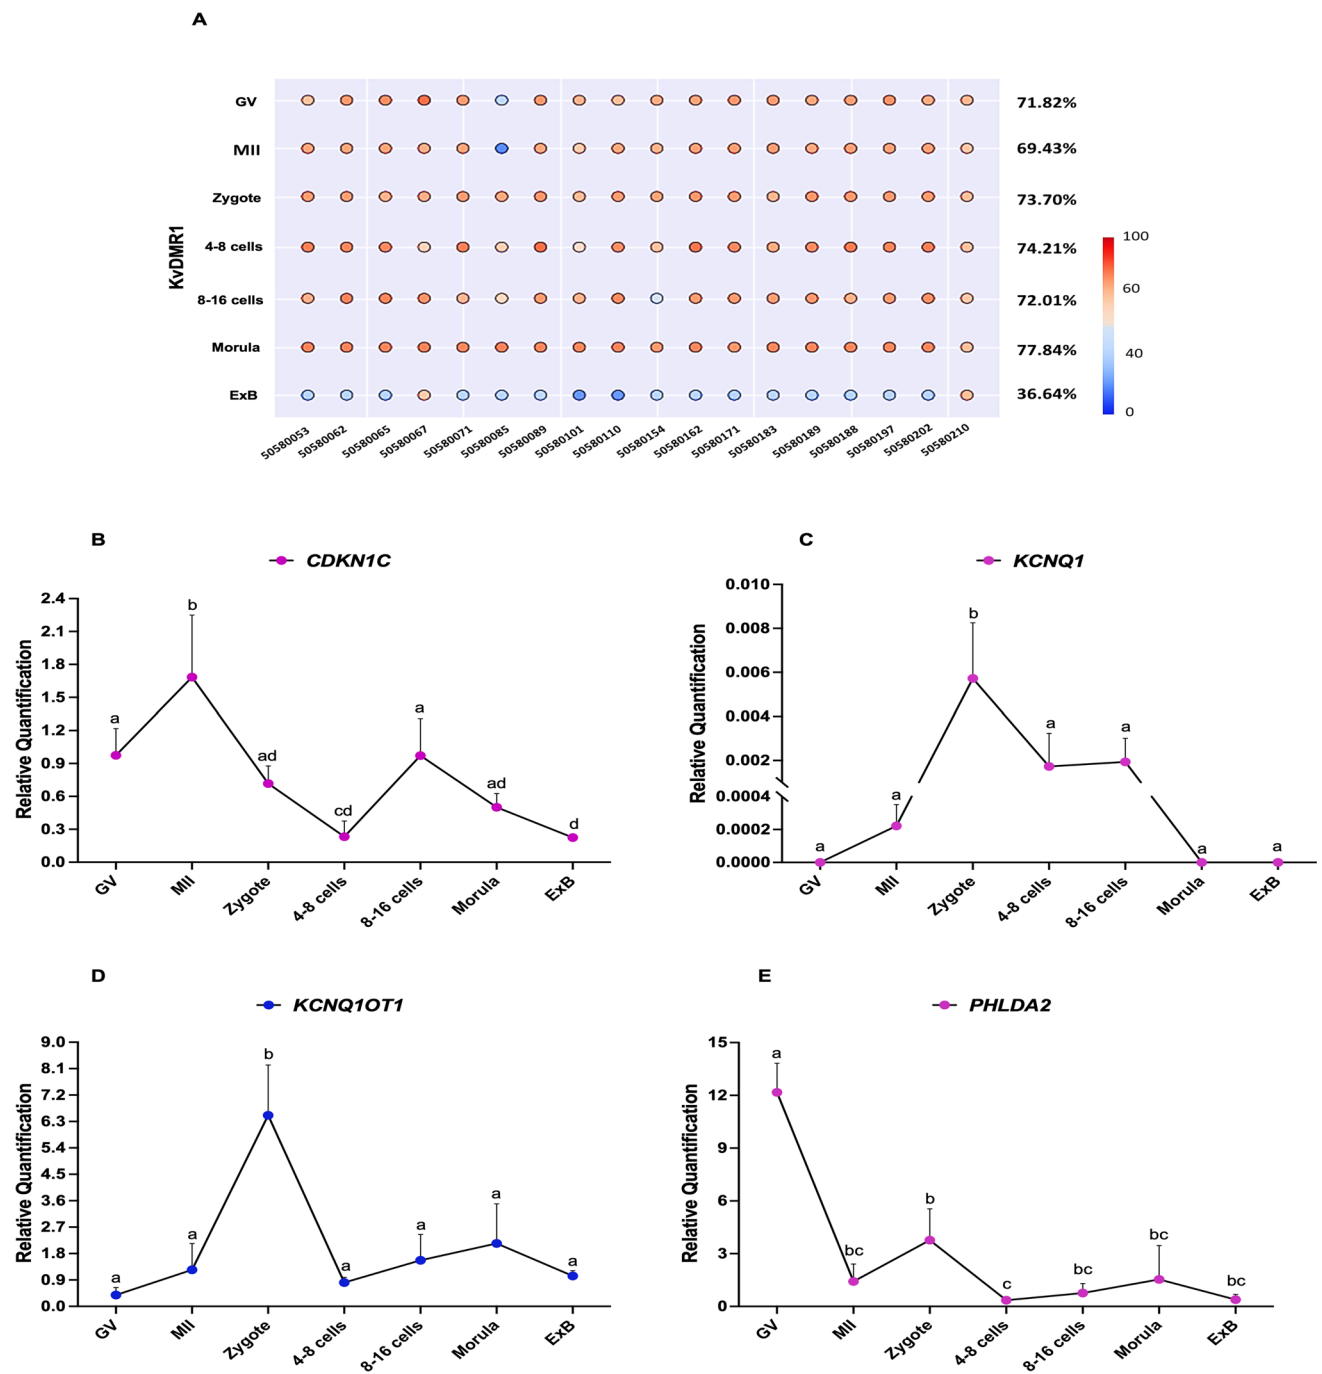 A
KvDMR1
GV
71.82%
MII
69.43%
Zygote
73.70%
4-8 cells
74.21%
8-16 cells
72.01%
Morula
77.84%
ExB
36.64%
100
60
40
0
50580053 50580062 50580065 50580067 50580071 50580085 50580089 50580101 50580110 50580154 50580162 50580171 50580183 50580189 50580188 50580197 50580202 50580210
B
CDKN1C
Relative Quantification
2.4
2.1
1.8
1.5
1.2
0.9
0.6
0.3
0.0
a b ad cd a ad d
GV MII Zygote 4-8 cells 8-16 cells Morula ExB
C
KCNQ1
Relative Quantification
0.010
0.008
0.006
0.004
0.002
0.0004
0.0002
0.0000
a a b a a a a
GV MII Zygote 4-8 cells 8-16 cells Morula ExB
D
KCNQ1OT1
Relative Quantification
9.0
8.1
7.2
6.3
5.4
4.5
3.6
2.7
1.8
0.9
0.0
a a b a a a a
GV MII Zygote 4-8 cells 8-16 cells Morula ExB
E
PHLDA2
Relative Quantification
15
12
9
6
3
0
a bc b c bc bc bc
GV MII Zygote 4-8 cells 8-16 cells Morula ExB